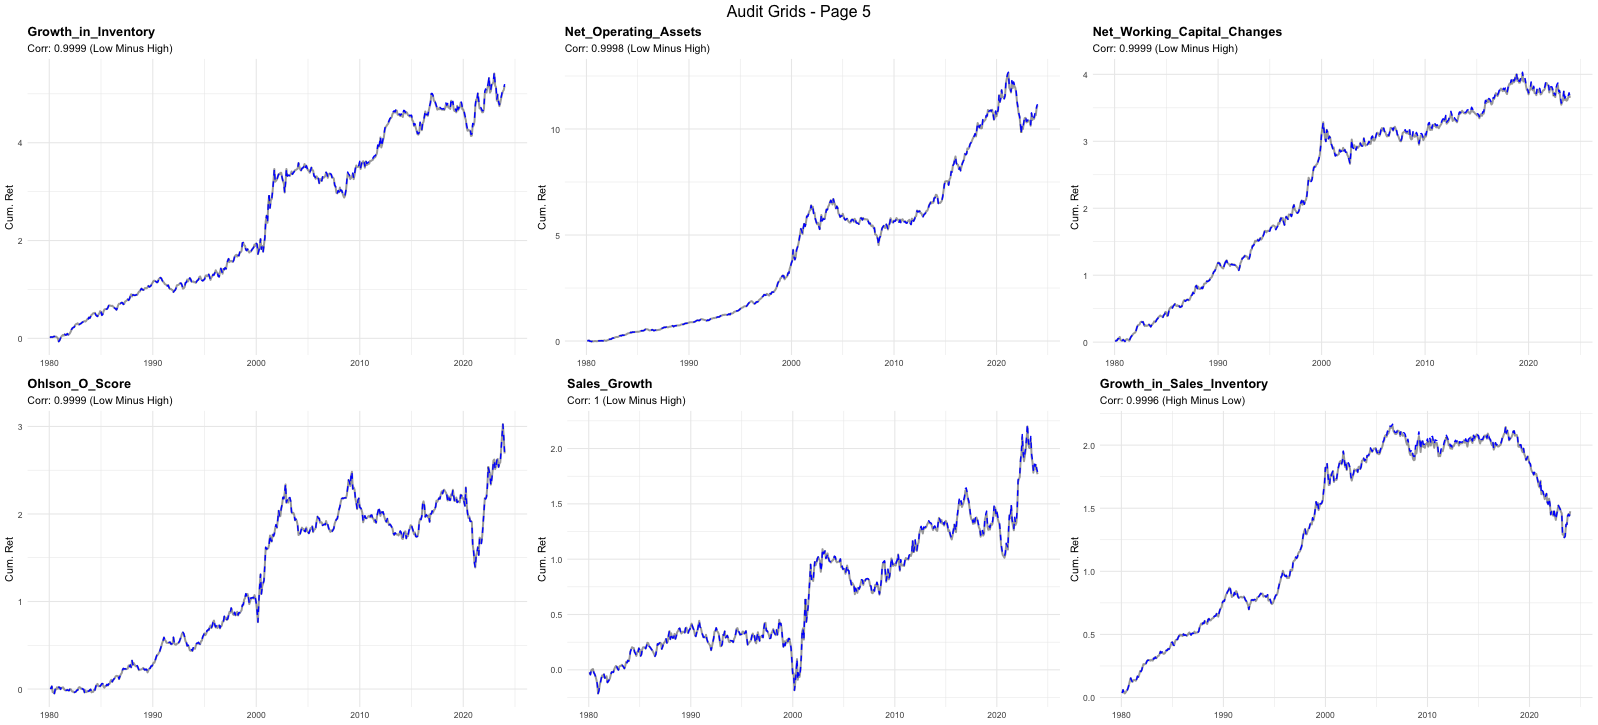 Audit Grids - Page 5
Growth_in_Inventory
Corr: 0.9999 (Low Minus High)
Cum. Ret
4
2
0
1980 1990 2000 2010 2020
Net_Operating_Assets
Corr: 0.9998 (Low Minus High)
Cum. Ret
10
5
0
1980 1990 2000 2010 2020
Net_Working_Capital_Changes
Corr: 0.9999 (Low Minus High)
Cum. Ret
4
3
2
1
0
1980 1990 2000 2010 2020
Ohlson_O_Score
Corr: 0.9999 (Low Minus High)
Cum. Ret
3
2
1
0
1980 1990 2000 2010 2020
Sales_Growth
Corr: 1 (Low Minus High)
Cum. Ret
2.0
1.5
1.0
0.5
0.0
1980 1990 2000 2010 2020
Growth_in_Sales_Inventory
Corr: 0.9996 (High Minus Low)
Cum. Ret
2.0
1.5
1.0
0.5
0.0
1980 1990 2000 2010 2020